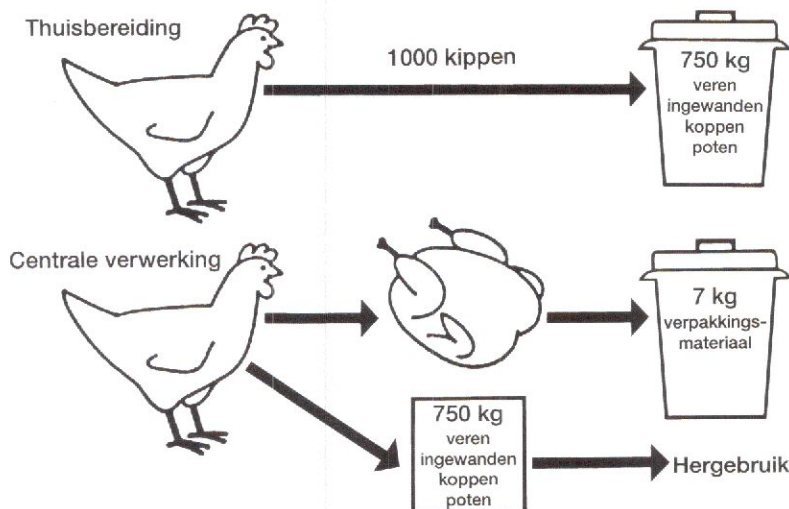 Thuisbereiding
1000 kippen
750 kg
veren
ingewanden
koppen
poten
Centrale verwerking
7 kg
verpakkings-
materiaal
750 kg
veren
ingewanden
koppen
poten
Hergebruik